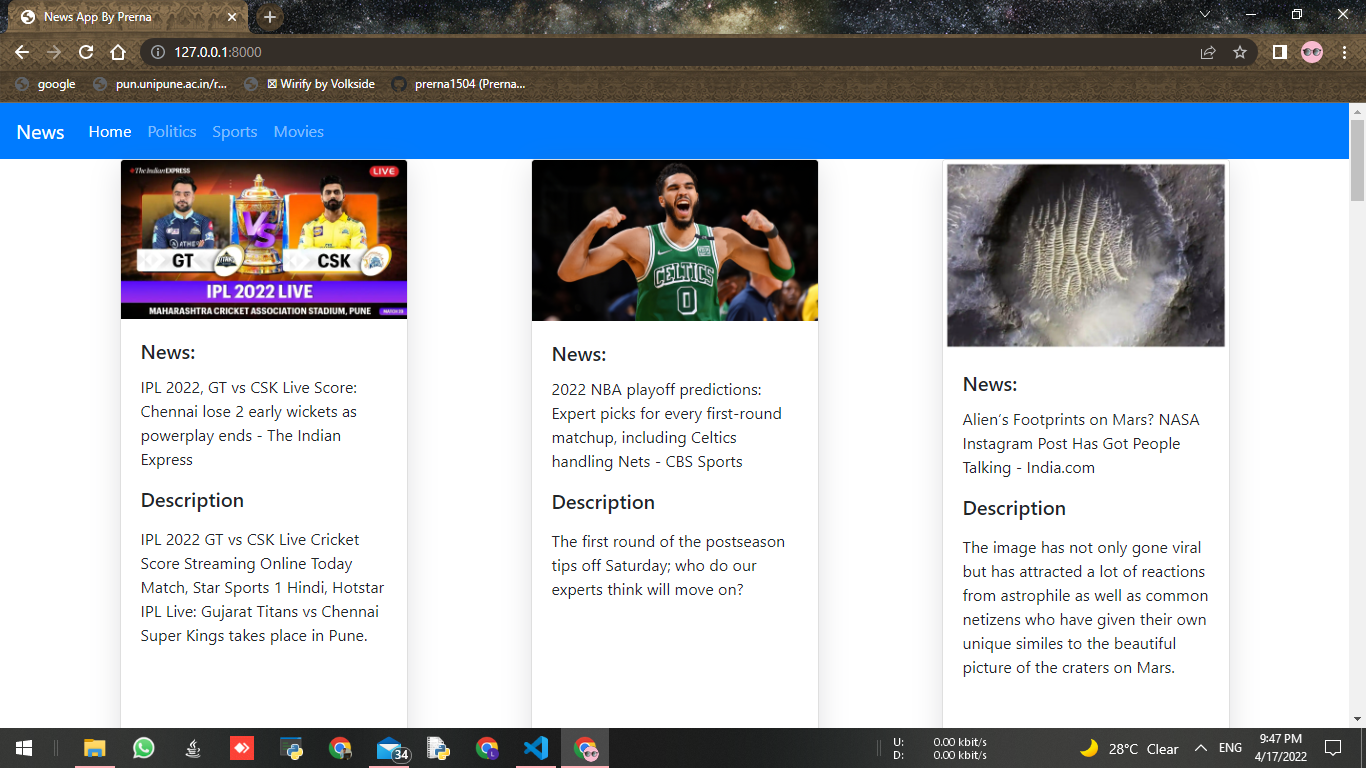 News App By Prerna
127.0.0.1:8000
google
pun.unipune.ac.in/r...
Wirify by Volkside
prerna1504 (Prerna...
News Home Politics Sports Movies
The Indian EXPRESS
LIVE
VS
GT
CSK
IPL 2022 LIVE
MAHARASHTRA CRICKET ASSOCIATION STADIUM, PUNE
News:
IPL 2022, GT vs CSK Live Score:
Chennai lose 2 early wickets as
powerplay ends - The Indian
Express
Description
IPL 2022 GT vs CSK Live Cricket
Score Streaming Online Today
Match, Star Sports 1 Hindi, Hotstar
IPL Live: Gujarat Titans vs Chennai
Super Kings takes place in Pune.
CELTICS
0
News:
2022 NBA playoff predictions:
Expert picks for every first-round
matchup, including Celtics
handling Nets - CBS Sports
Description
The first round of the postseason
tips off Saturday; who do our
experts think will move on?
News:
Alien’s Footprints on Mars? NASA
Instagram Post Has Got People
Talking - India.com
Description
The image has not only gone viral
but has attracted a lot of reactions
from astrophile as well as common
netizens who have given their own
unique similes to the beautiful
picture of the craters on Mars.
34
L
U: 0.00 kbit/s
D: 0.00 kbit/s
28°C Clear
ENG
9:47 PM
4/17/2022